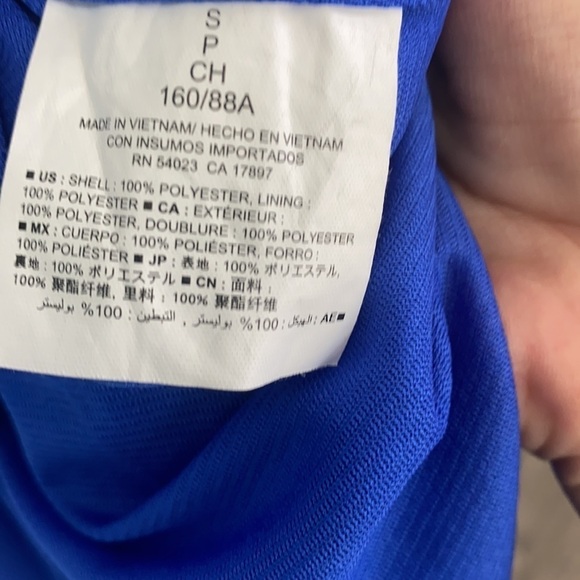 S
P
CH
160/88A
MADE IN VIETNAM/ HECHO EN VIETNAM
CON INSUMOS IMPORTADOS
RN 54023 CA 17897
■ US : SHELL : 100% POLYESTER, LINING :
100% POLYESTER ■ CA : EXTÉRIEUR :
100% POLYESTER, DOUBLURE : 100% POLYESTER
■ MX : CUERPO : 100% POLIÉSTER, FORRO :
100% POLIÉSTER ■ JP : 表地 : 100% ポリエステル,
裏地 : 100% ポリエステル ■ CN : 面料 :
100% 聚酯纤维, 里料 : 100% 聚酯纤维
■ AE : الهيكل : 100% بوليستر , التبطين : 100% بوليستر